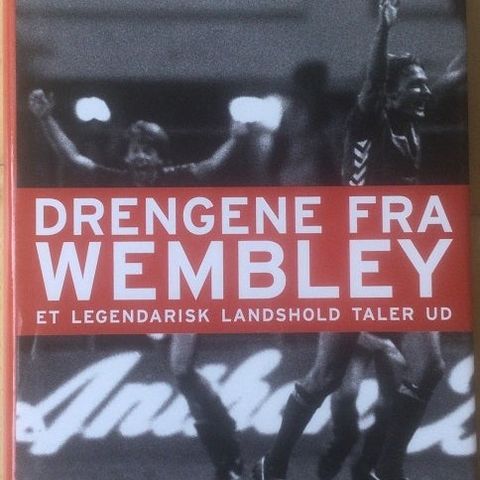 DRENGENE FRA
WEMBLEY
ET LEGENDARISK LANDSHOLD TALER UD